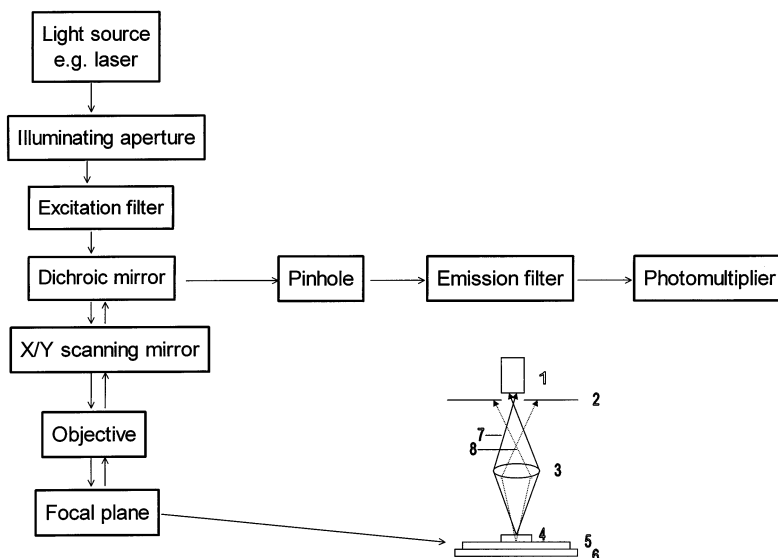 Light source
e.g. laser
Illuminating aperture
Excitation filter
Dichroic mirror
Pinhole
Emission filter
Photomultiplier
X/Y scanning mirror
Objective
Focal plane
1
2
7
8
3
4
5
6